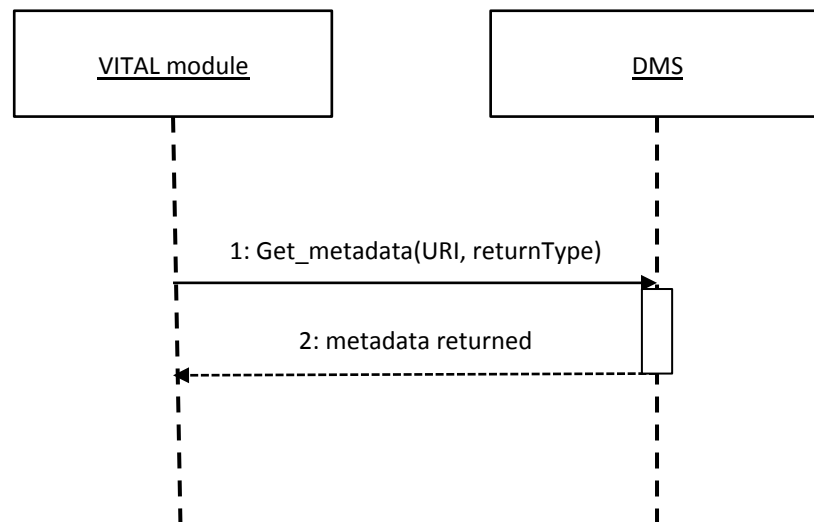 VITAL module
DMS
1: Get_metadata(URI, returnType)
2: metadata returned